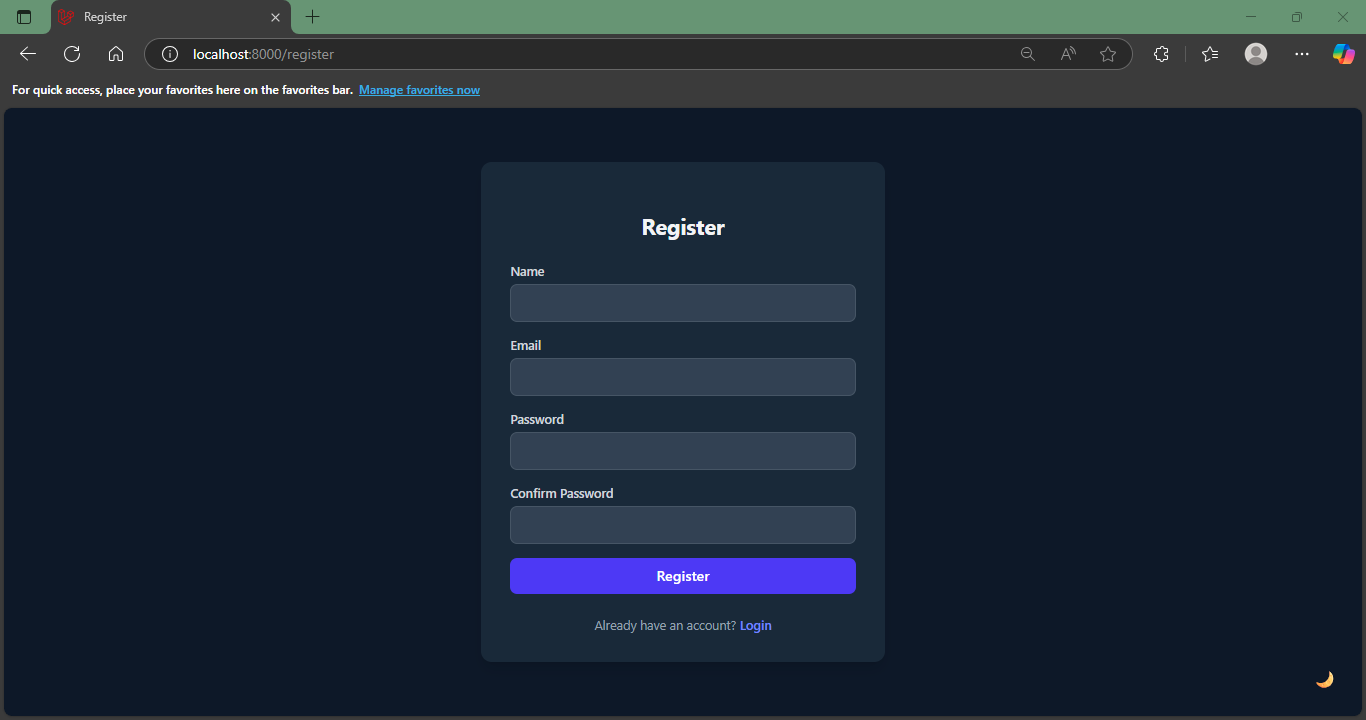 Register
localhost:8000/register
For quick access, place your favorites here on the favorites bar. Manage favorites now
Register
Name
Email
Password
Confirm Password
Register
Already have an account? Login